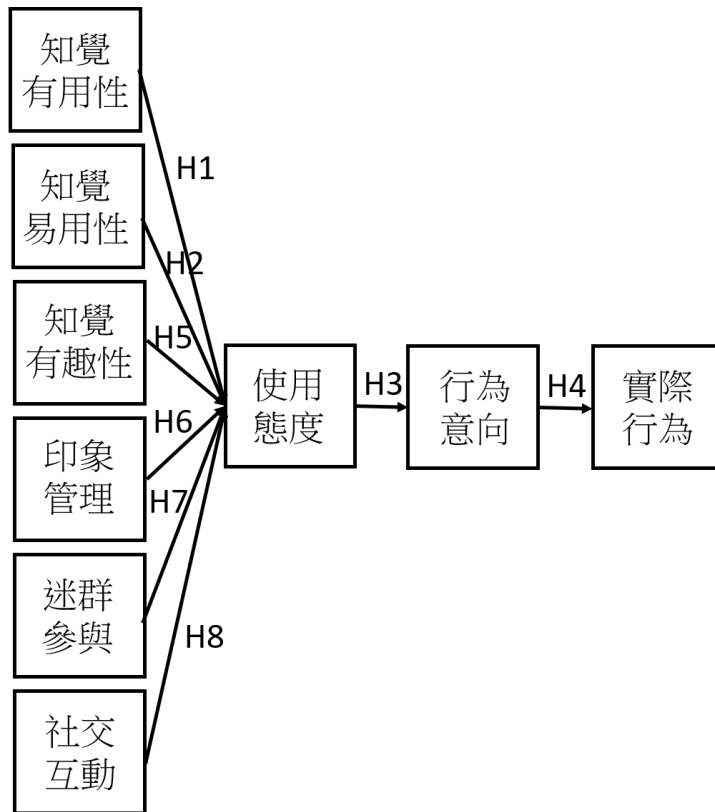 知覺
有用性
H1
知覺
易用性
H2
知覺
有趣性
H5
印象
管理
H6
迷群
參與
H7
社交
互動
H8
使用
態度
H3
行為
意向
H4
實際
行為